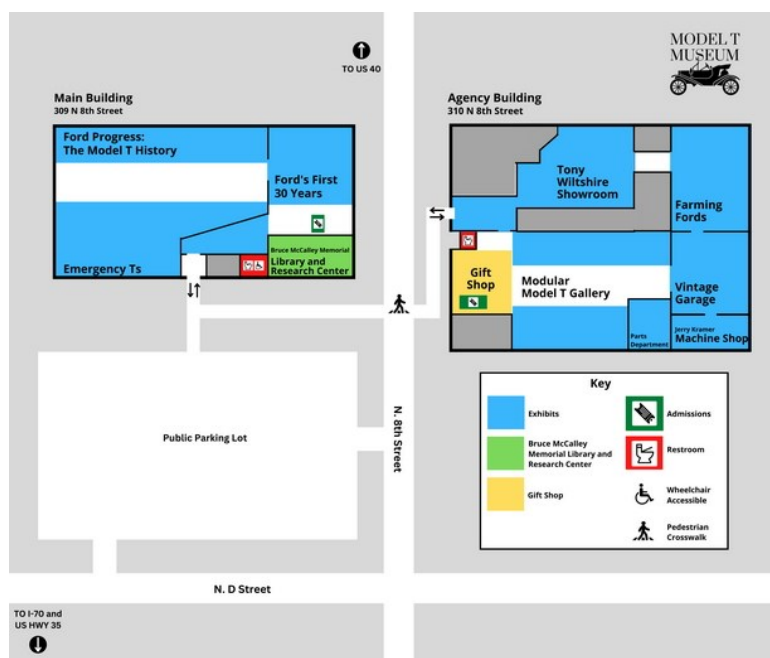 TO US 40
MODEL T
MUSEUM
Main Building
309 N 8th Street
Agency Building
310 N 8th Street
Ford Progress:
The Model T History
Ford's First
30 Years
Emergency Ts
Bruce McCalley Memorial
Library and
Research Center
Tony
Wiltshire
Showroom
Farming
Fords
Gift
Shop
Modular
Model T Gallery
Vintage
Garage
Parts
Department
Jerry Kramer
Machine Shop
Public Parking Lot
N. 8th Street
Key
Exhibits
Admissions
Bruce McCalley
Memorial Library and
Research Center
Restroom
Gift Shop
Wheelchair
Accessible
Pedestrian
Crosswalk
N. D Street
TO I-70 and
US HWY 35